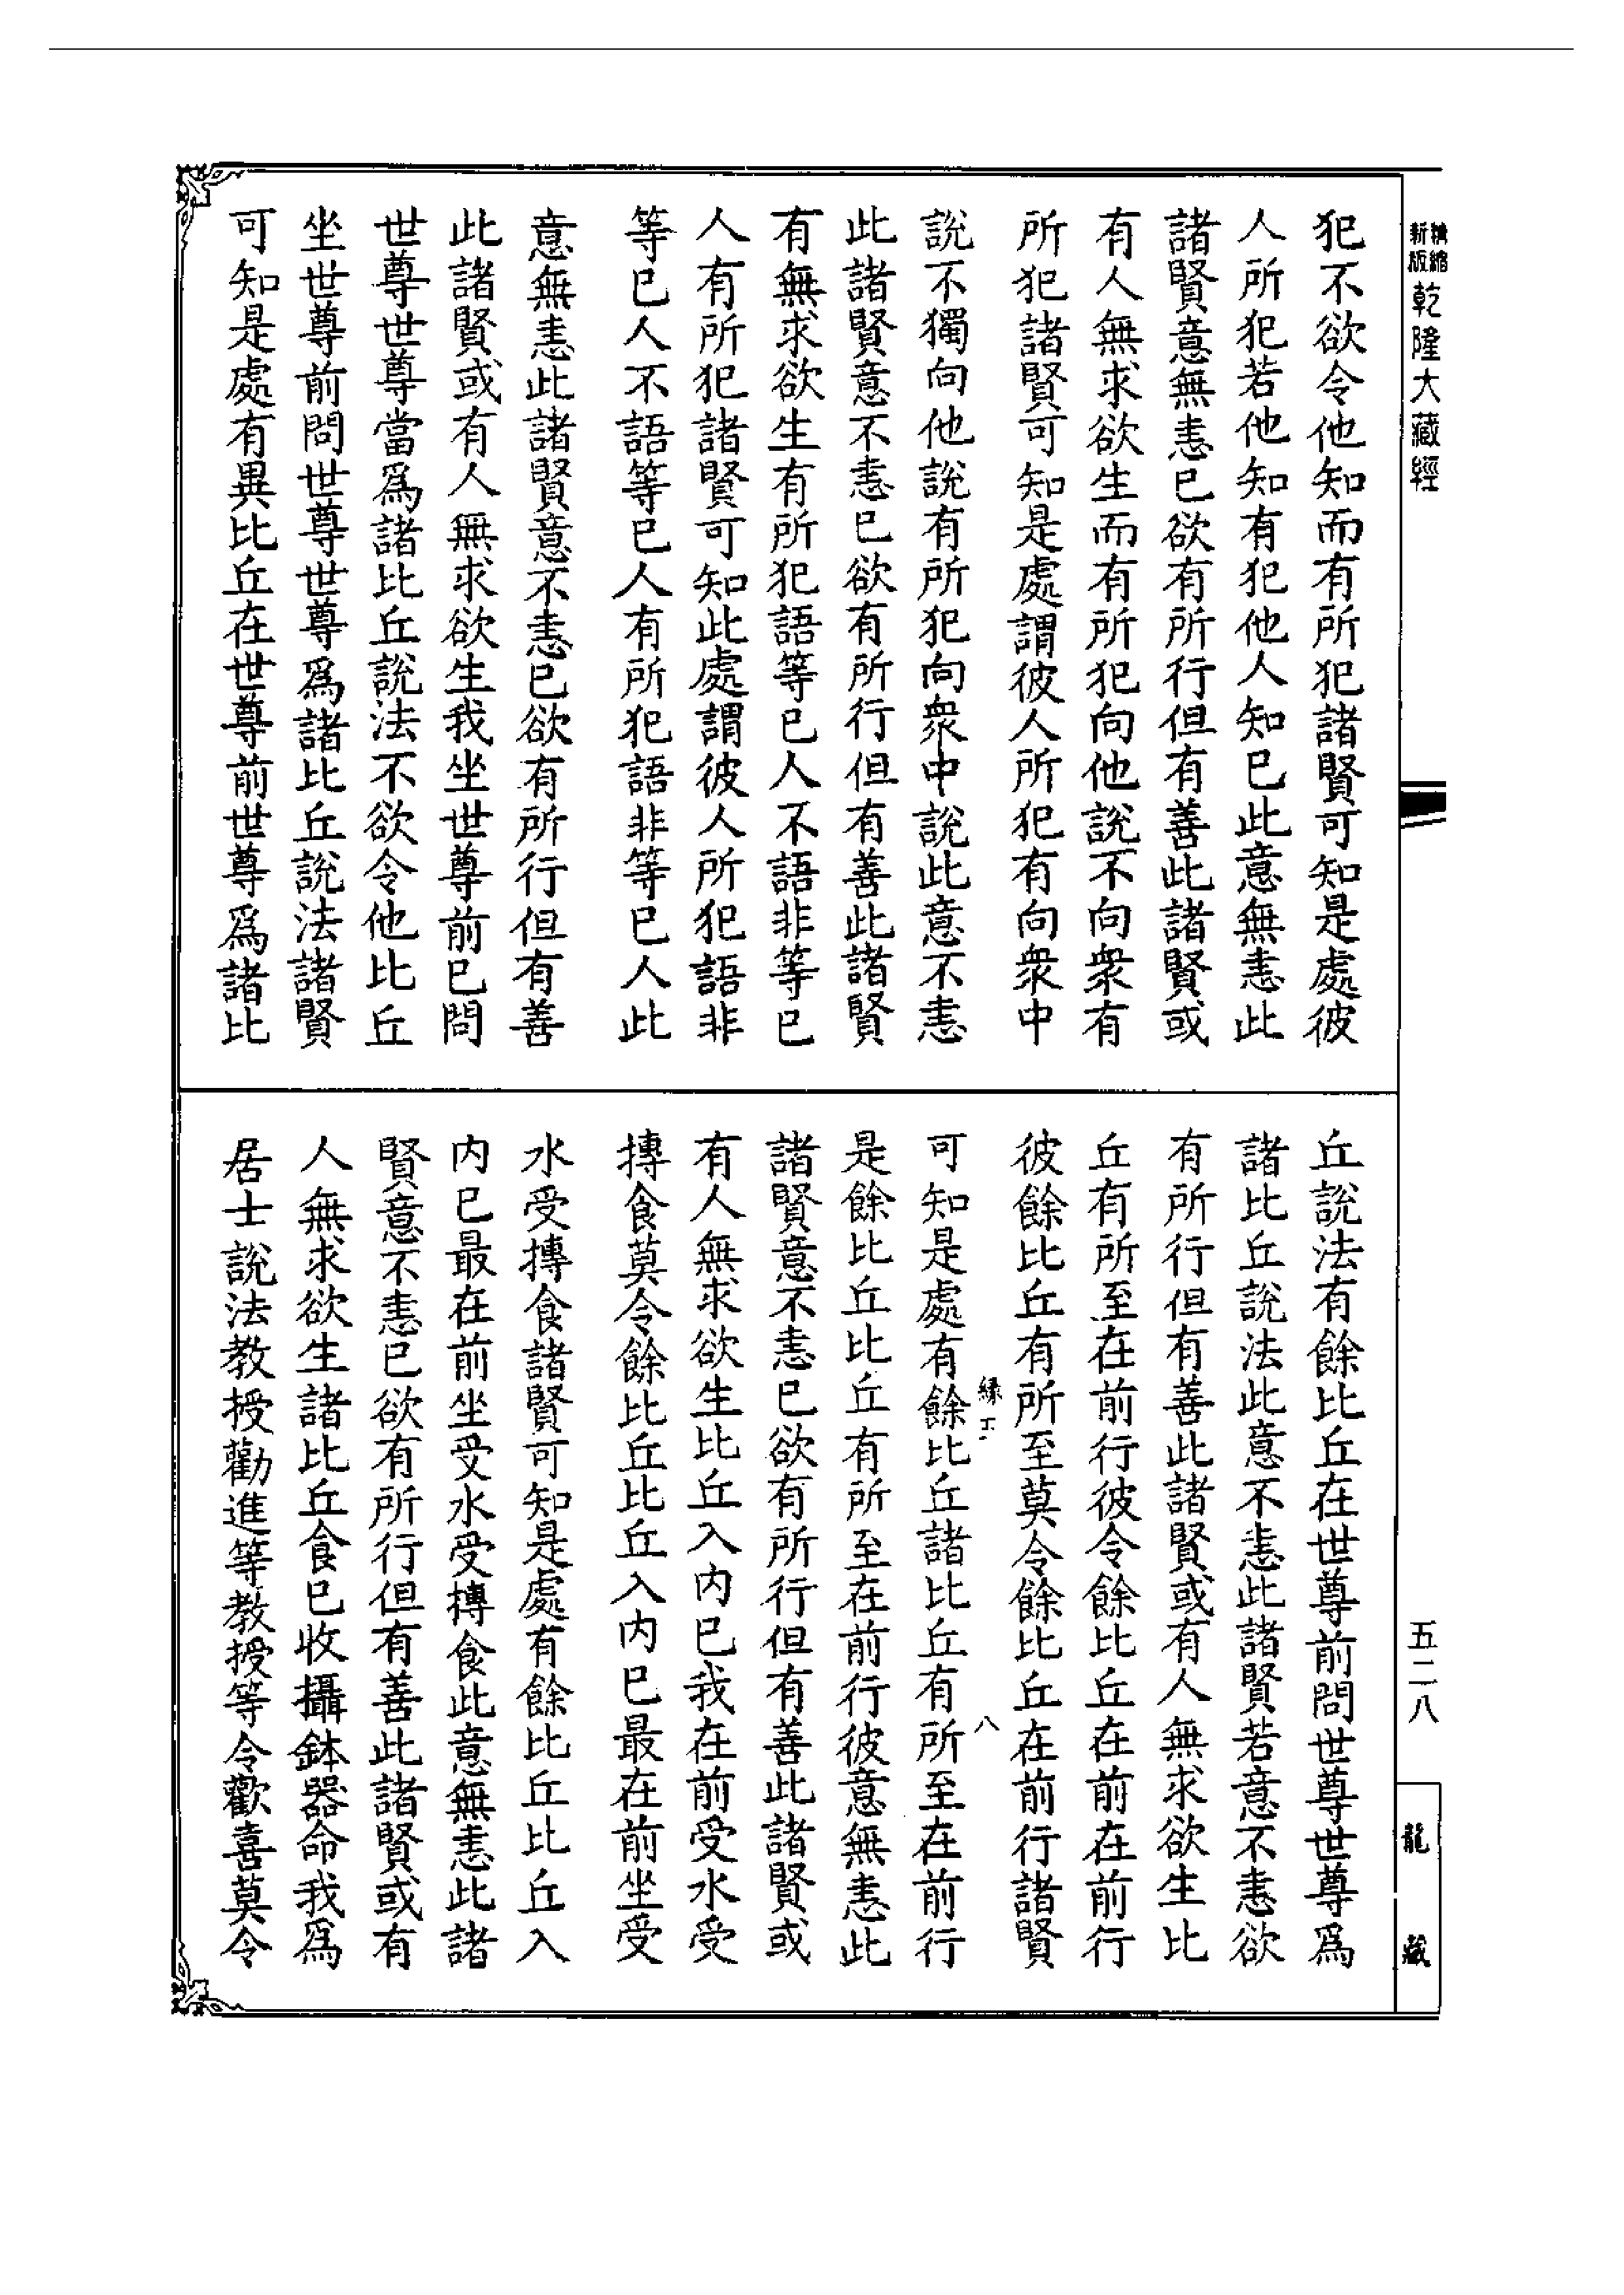 精縮
新版
乾隆大藏經
犯不欲令他知而有所犯諸賢可知是處彼
人所犯若他知有犯他人知已此意無恚此
諸賢意無恚已欲有所行但有善此諸賢或
有人無求欲生而有所犯向他說不向衆有
所犯諸賢可知是處謂彼人所犯有向衆中
說不獨向他說有所犯向衆中說此意不恚
此諸賢意不恚已欲有所行但有善此諸賢
有無求欲生有所犯語等已人不語非等已
人有所犯諸賢可知此處謂彼人所犯語非
等已人不語等已人有所犯語非等已人此
意無恚此諸賢意不恚已欲有所行但有善
此諸賢或有人無求欲生我坐世尊前已問
世尊世尊當爲諸比丘說法不欲令他比丘
坐世尊前問世尊世尊爲諸比丘說法諸賢
可知是處有異比丘在世尊前世尊爲諸比
丘說法有餘比丘在世尊前問世尊世尊爲
諸比丘說法此意不恚此諸賢若意不恚欲
有所行但有善此諸賢或有人無求欲生比
丘有所至在前行彼令餘比丘在前在前行
彼餘比丘有所至莫令餘比丘在前行諸賢
可知是處有餘比丘諸比丘有所至在前行
是餘比丘比丘有所至在前行彼意無恚此
諸賢意不恚已欲有所行但有善此諸賢或
有人無求欲生比丘入内已我在前受水受
摶食莫令餘比丘比丘入内已最在前坐受
水受摶食諸賢可知是處有餘比丘比丘入
内已最在前坐受水受摶食此意無恚此諸
賢意不恚已欲有所行但有善此諸賢或有
人無求欲生諸比丘食已收攝鉢器命我爲
居士說法教授勸進等教授等令歡喜莫令
八
五二八
龍藏